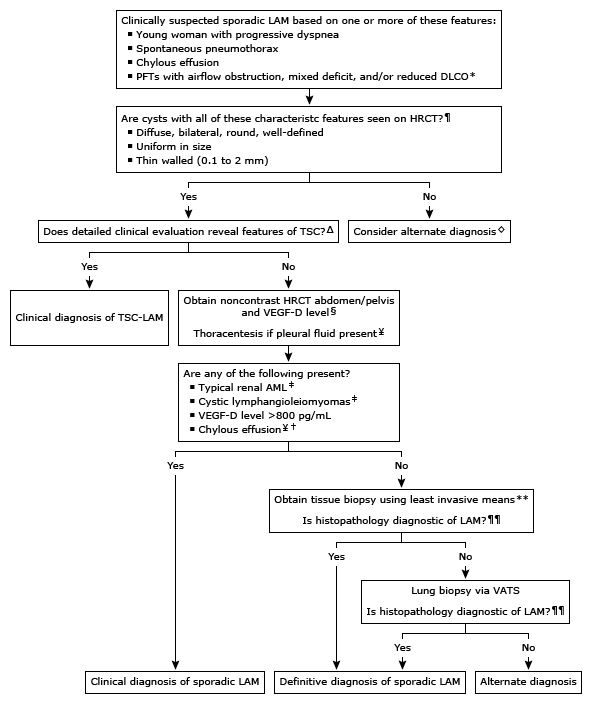 Clinically suspected sporadic LAM based on one or more of these features:
▪ Young woman with progressive dyspnea
▪ Spontaneous pneumothorax
▪ Chylous effusion
▪ PFTs with airflow obstruction, mixed deficit, and/or reduced DLCO*
Are cysts with all of these characteristc features seen on HRCT?¶
▪ Diffuse, bilateral, round, well-defined
▪ Uniform in size
▪ Thin walled (0.1 to 2 mm)
Yes
No
Does detailed clinical evaluation reveal features of TSC?Δ
Consider alternate diagnosis◇
Yes
No
Clinical diagnosis of TSC-LAM
Obtain noncontrast HRCT abdomen/pelvis
and VEGF-D level§
Thoracentesis if pleural fluid present¥
Are any of the following present?
▪ Typical renal AML‡
▪ Cystic lymphangioleiomyomas‡
▪ VEGF-D level >800 pg/mL
▪ Chylous effusion¥†
Yes
No
Obtain tissue biopsy using least invasive means**
Is histopathology diagnostic of LAM?¶¶
Yes
No
Lung biopsy via VATS
Is histopathology diagnostic of LAM?¶¶
Yes
No
Clinical diagnosis of sporadic LAM
Definitive diagnosis of sporadic LAM
Alternate diagnosis